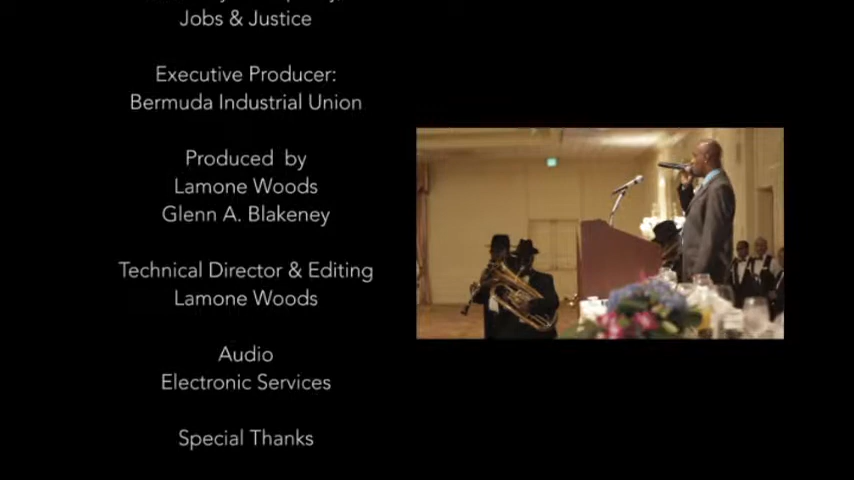 Jobs & Justice
Executive Producer:
Bermuda Industrial Union
Produced by
Lamone Woods
Glenn A. Blakeney
Technical Director & Editing
Lamone Woods
Audio
Electronic Services
Special Thanks